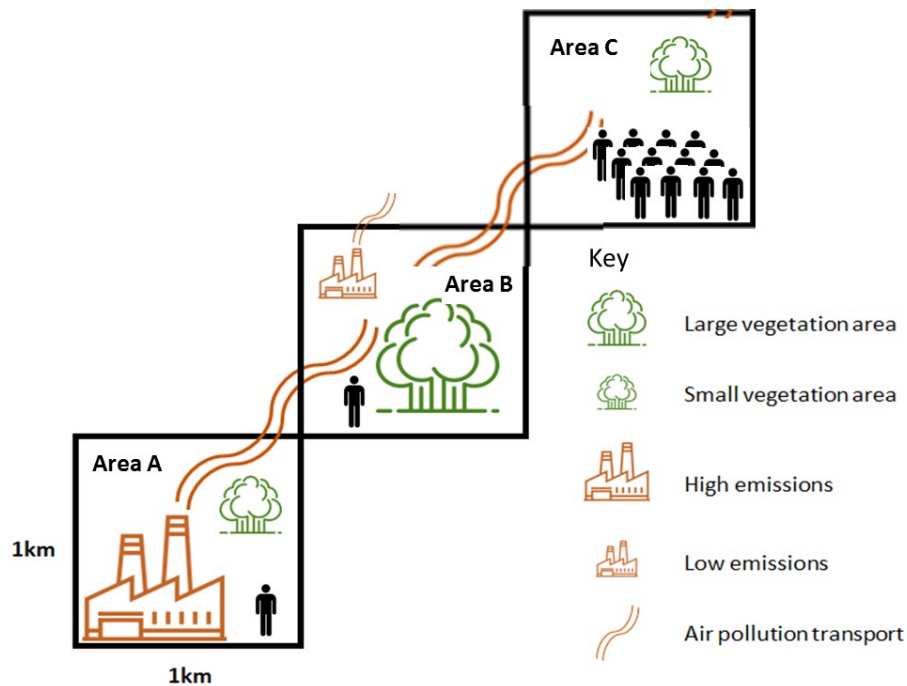 Area C
Key
Area B
Large vegetation area
Small vegetation area
Area A
High emissions
1km
Low emissions
Air pollution transport
1km